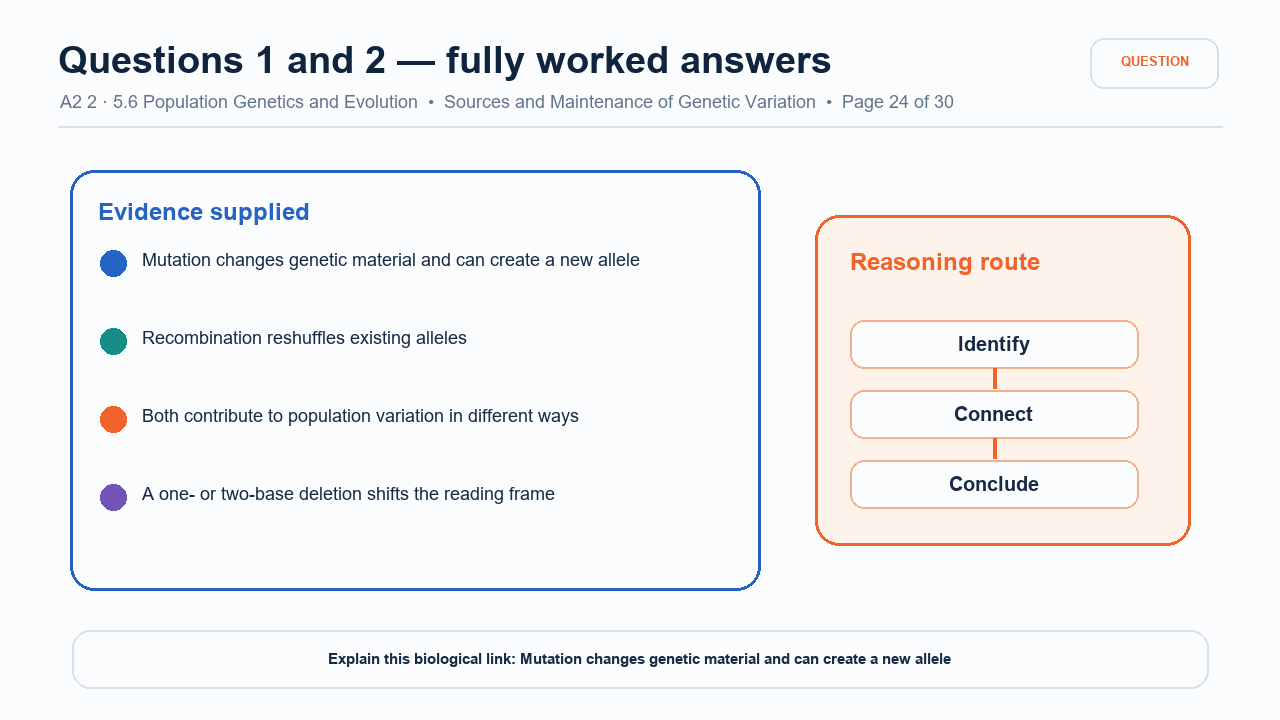 Questions 1 and 2 — fully worked answers
QUESTION
A2 2 · 5.6 Population Genetics and Evolution • Sources and Maintenance of Genetic Variation • Page 24 of 30
Evidence supplied
Mutation changes genetic material and can create a new allele
Recombination reshuffles existing alleles
Both contribute to population variation in different ways
A one- or two-base deletion shifts the reading frame
Reasoning route
Identify
Connect
Conclude
Explain this biological link: Mutation changes genetic material and can create a new allele